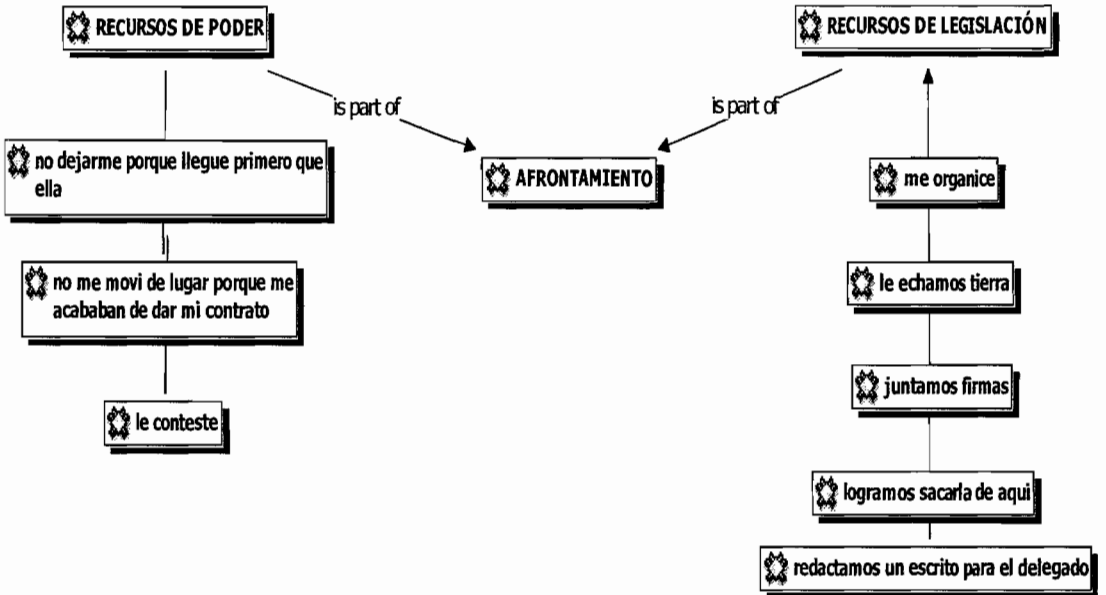 RECURSOS DE PODER
RECURSOS DE LEGISLACIÓN
is part of
is part of
no dejarme porque llegue primero que
ella
AFRONTAMIENTO
me organice
no me movi de lugar porque me
acababan de dar mi contrato
le echamos tierra
juntamos firmas
le conteste
logramos sacarla de aqui
redactamos un escrito para el delegado